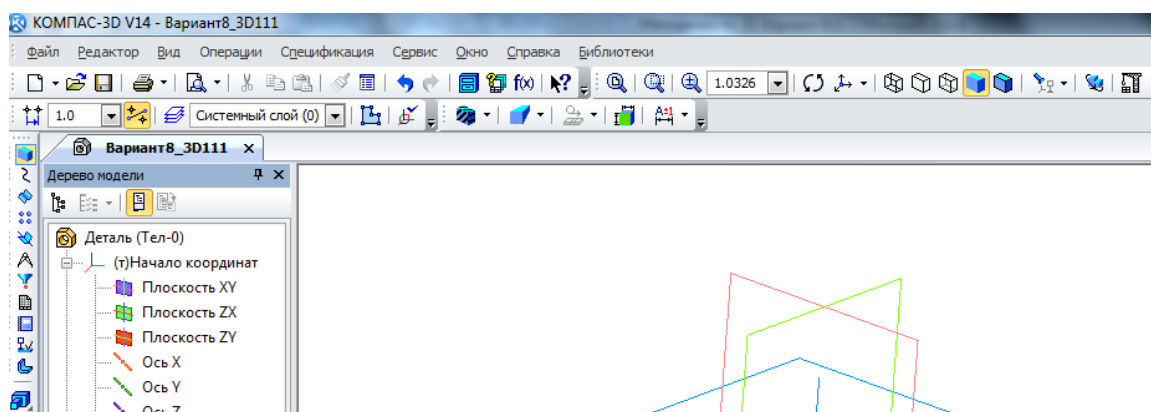 КОМПАС-3D V14 - Вариант8_3D111
Файл Редактор Вид Операции Спецификация Сервис Окно Справка Библиотеки
f(x) 1.0326
1.0 Системный слой (0)
Вариант8_3D111
Дерево модели
Деталь (Тел-0)
(т)Начало координат
Плоскость XY
Плоскость ZX
Плоскость ZY
Ось X
Ось Y
Ось Z